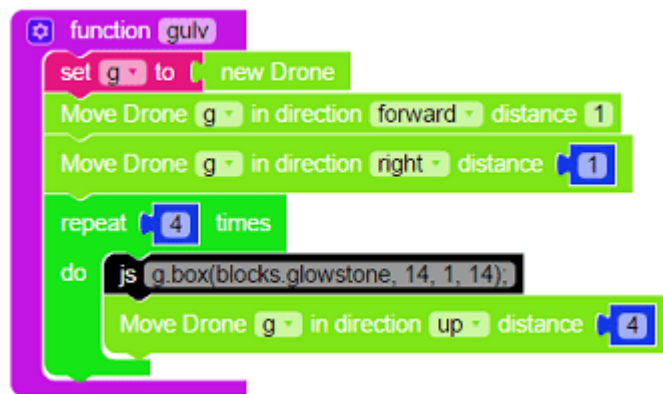 function gulv
set g to new Drone
Move Drone g in direction forward distance 1
Move Drone g in direction right distance 1
repeat 4 times
do js g.box(blocks.glowstone, 14, 1, 14);
Move Drone g in direction up distance 4